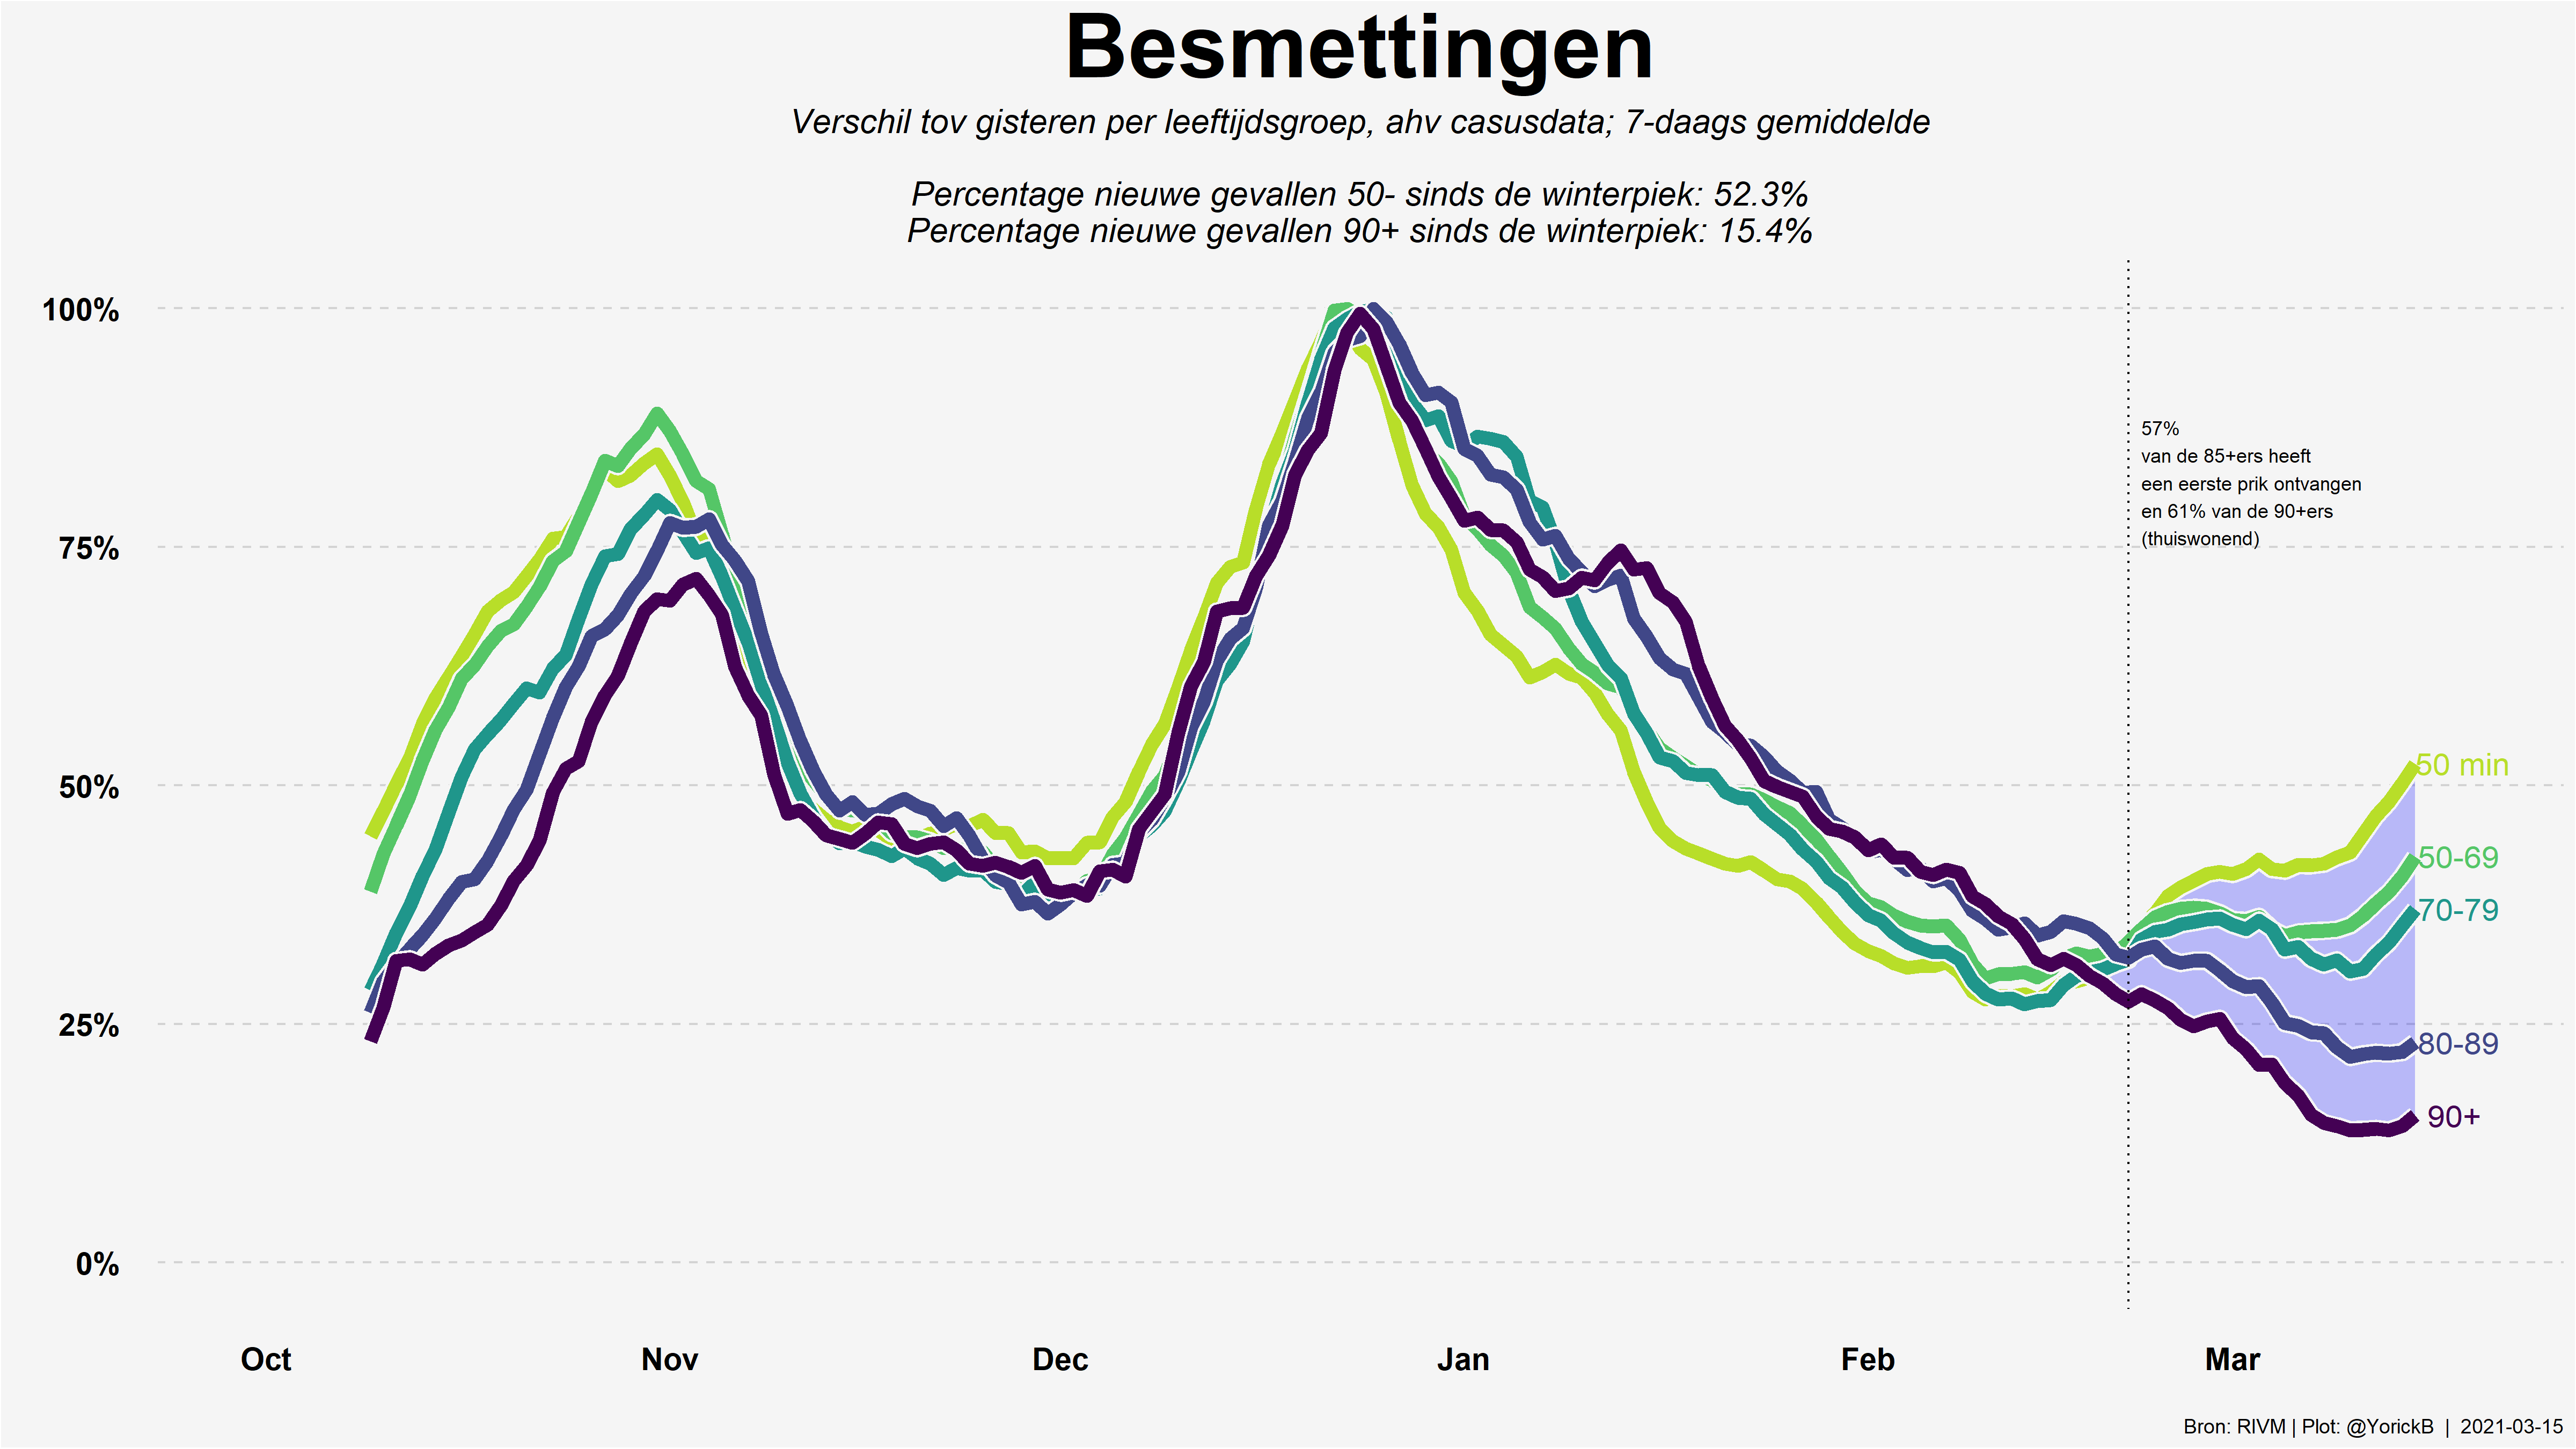 Besmettingen
Verschil tov gisteren per leeftijdsgroep, ahv casusdata; 7-daags gemiddelde
Percentage nieuwe gevallen 50- sinds de winterpiek: 52.3%
Percentage nieuwe gevallen 90+ sinds de winterpiek: 15.4%
100%
75%
50%
25%
0%
57%
van de 85+ers heeft
een eerste prik ontvangen
en 61% van de 90+ers
(thuiswonend)
50 min
50-69
70-79
80-89
90+
Oct
Nov
Dec
Jan
Feb
Mar
Bron: RIVM | Plot: @YorickB | 2021-03-15